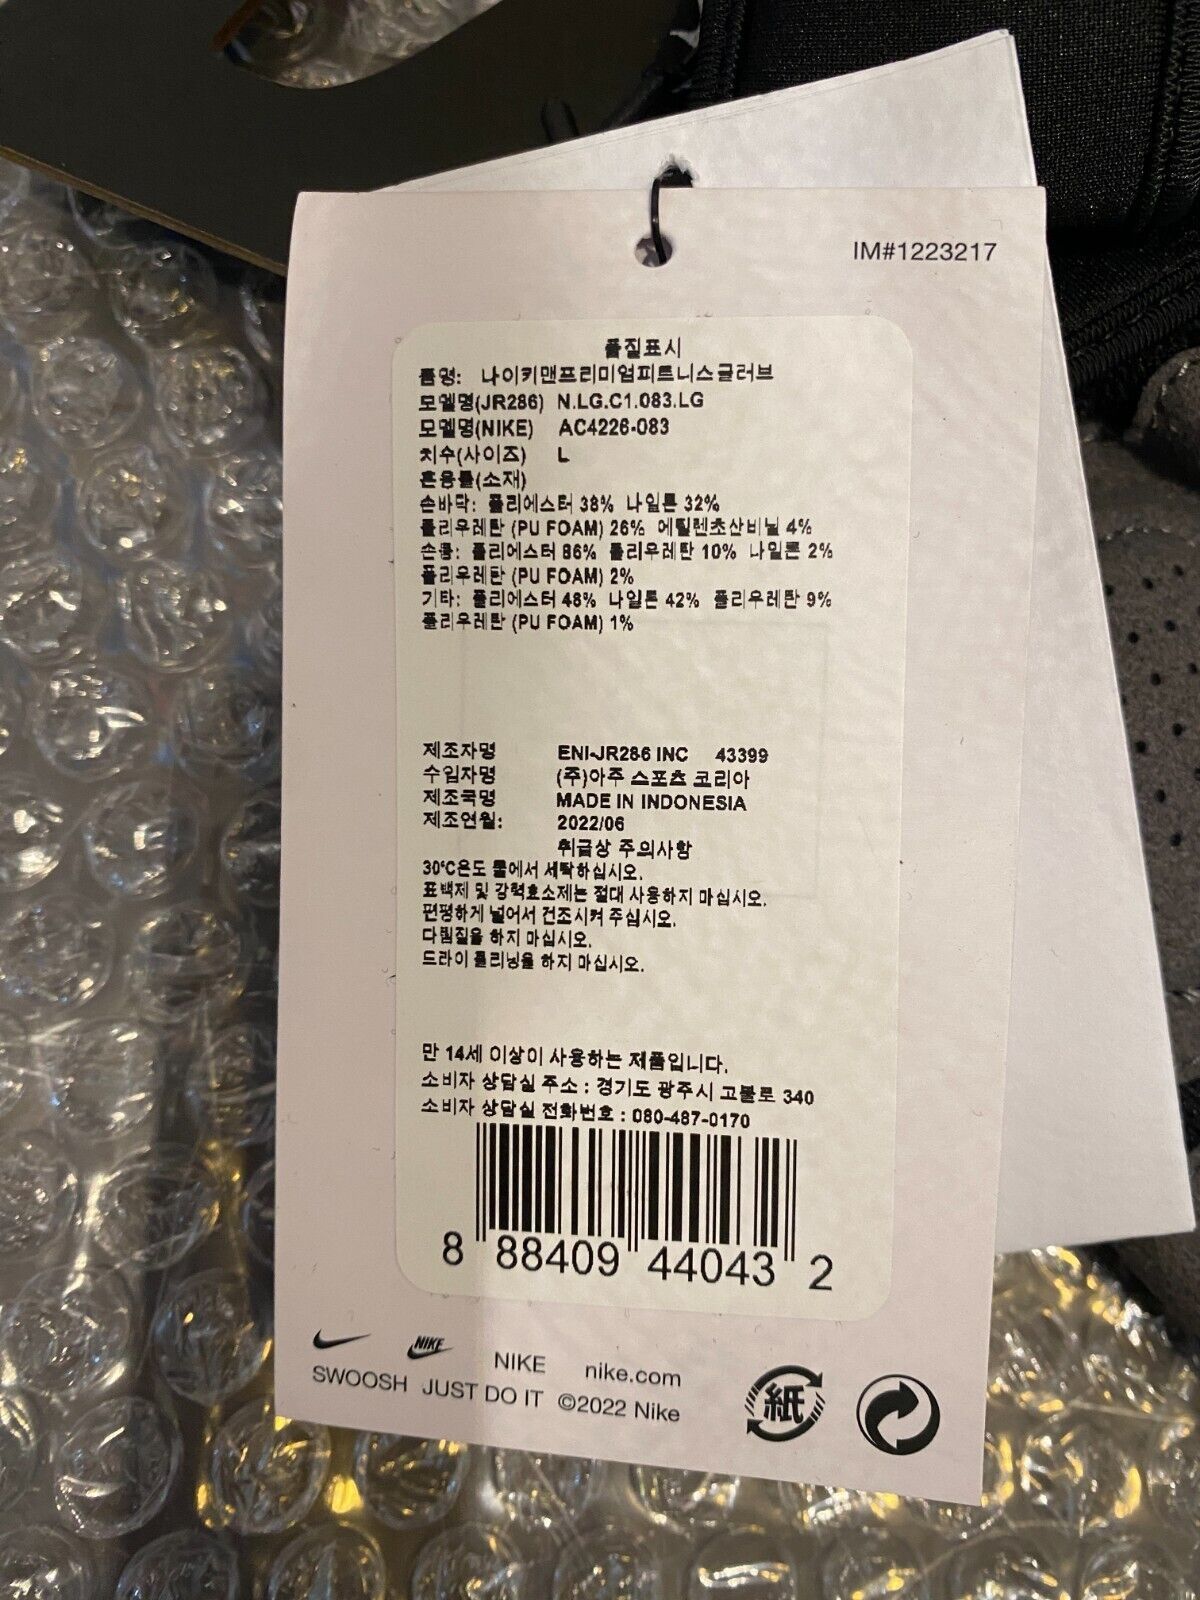 IM#1223217
품질표시
품명: 나이키맨프리미엄피트니스글러브
모델명(JR286) N.LG.C1.083.LG
모델명(NIKE) AC4226-083
치수(사이즈) L
혼용률(소재)
손바닥: 폴리에스터 38% 나일론 32%
폴리우레탄 (PU FOAM) 26% 에틸렌초산비닐 4%
손등: 폴리에스터 86% 폴리우레탄 10% 나일론 2%
폴리우레탄 (PU FOAM) 2%
기타: 폴리에스터 48% 나일론 42% 폴리우레탄 9%
폴리우레탄 (PU FOAM) 1%
제조자명 ENI-JR286 INC 43399
수입자명 (주)아주 스포츠 코리아
제조국명 MADE IN INDONESIA
제조연월: 2022/06
취급상 주의사항
30℃온도 물에서 세탁하십시오.
표백제 및 강력효소제는 절대 사용하지 마십시오.
편평하게 널어서 건조시켜 주십시오.
다림질을 하지 마십시오.
드라이 클리닝을 하지 마십시오.
만 14세 이상이 사용하는 제품입니다.
소비자 상담실 주소 : 경기도 광주시 고불로 340
소비자 상담실 전화번호 : 080-487-0170
8 88409 44043 2
NIKE NIKE nike.com
SWOOSH JUST DO IT ©2022 Nike
紙